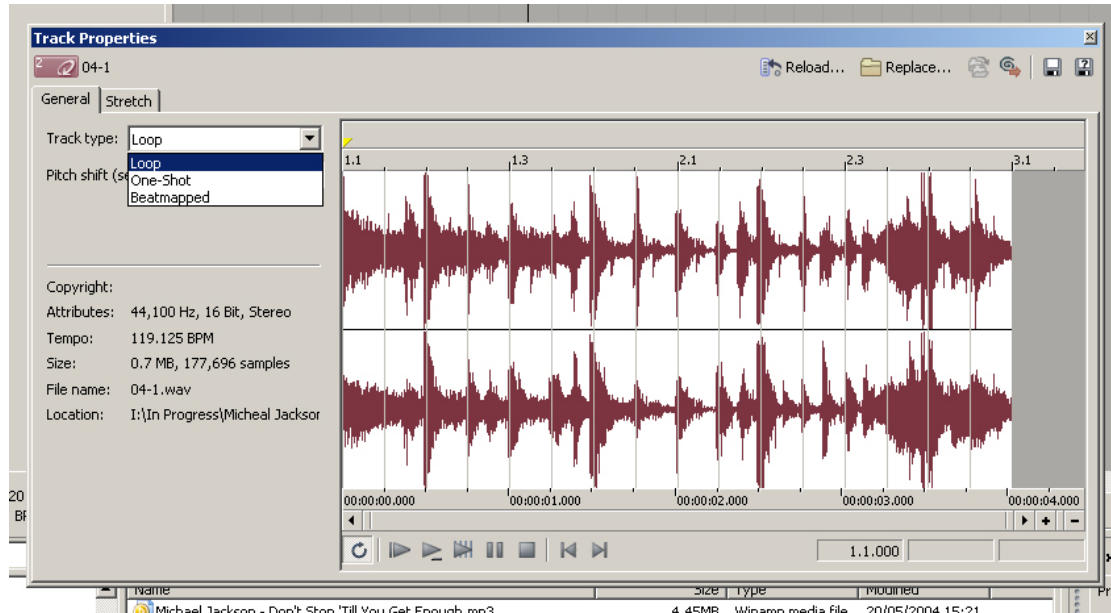 Track Properties
2 04-1 Reload... Replace...
General Stretch
Track type: Loop
Loop
One-Shot
Beatmapped
Pitch shift (se
Copyright:
Attributes: 44,100 Hz, 16 Bit, Stereo
Tempo: 119.125 BPM
Size: 0.7 MB, 177,696 samples
File name: 04-1.wav
Location: I:\In Progress\Micheal Jackson
1.1 1.3 2.1 2.3 3.1
00:00:00.000 00:00:01.000 00:00:02.000 00:00:03.000 00:00:04.000
1.1.000
20
Name Size Type Modified Pr
Michael Jackson - Don't Stop 'Till You Get Enough.mp3 4.45MB Winamp media file 20/05/2004 15:21